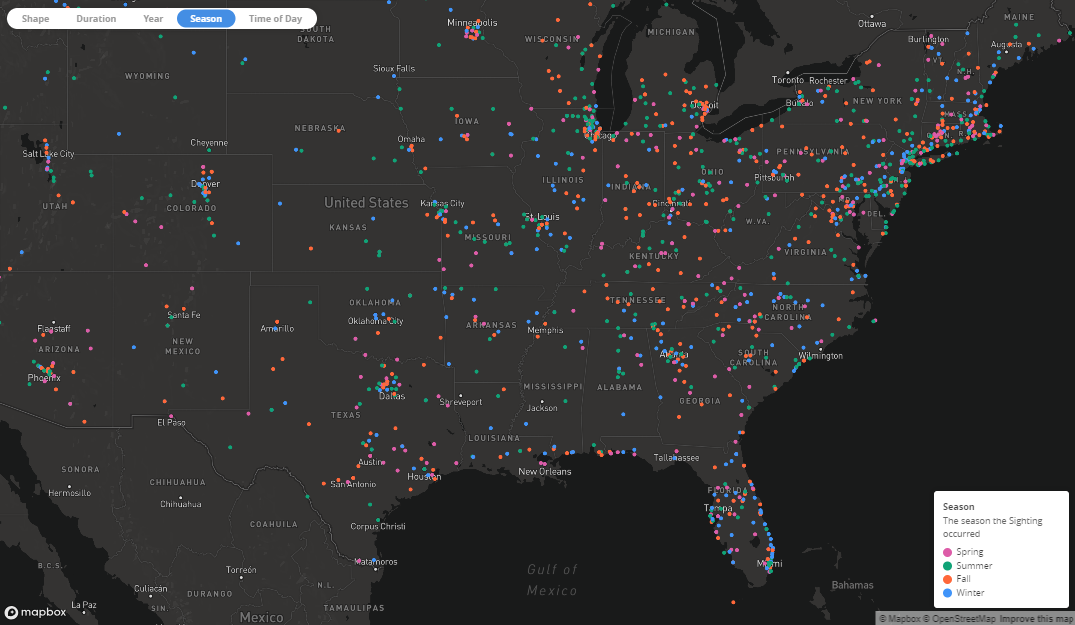 Shape Duration Year Season Time of Day
Minneapolis
SOUTH
DAKOTA
WISCONSIN
MICHIGAN
Ottawa
MAINE
Burlington
Augusta
VT.
N.H.
Sioux Falls
WYOMING
Toronto
Rochester
Buffalo
NEW YORK
Detroit
MASS.
NEBRASKA
IOWA
Chicago
Omaha
Cheyenne
Salt Lake City
PENNSYLVANIA
Pittsburgh
Denver
ILLINOIS
INDIANA
OHIO
UTAH
COLORADO
United States
Kansas City
St. Louis
Cincinnati
MD.
DEL.
KANSAS
MISSOURI
W.VA.
VIRGINIA
KENTUCKY
OKLAHOMA
TENNESSEE
NORTH
CAROLINA
Santa Fe
Flagstaff
Amarillo
Oklahoma City
ARKANSAS
Memphis
ARIZONA
NEW
MEXICO
Atlanta
SOUTH
CAROLINA
Wilmington
Phoenix
MISSISSIPPI
ALABAMA
GEORGIA
Dallas
Shreveport
Jackson
TEXAS
El Paso
LOUISIANA
Tallahassee
SONORA
Austin
New Orleans
Houston
San Antonio
CHIHUAHUA
Hermosillo
Chihuahua
FLORIDA
Tampa
COAHUILA
Corpus Christi
B.C.S.
Torreón
Matamoros
Miami
Gulf of
Mexico
Bahamas
Culiacán
DURANGO
N.L.
La Paz
SIN.
TAMAULIPAS
Mexico
Season
The season the Sighting
occurred
Spring
Summer
Fall
Winter
mapbox
© Mapbox © OpenStreetMap Improve this map